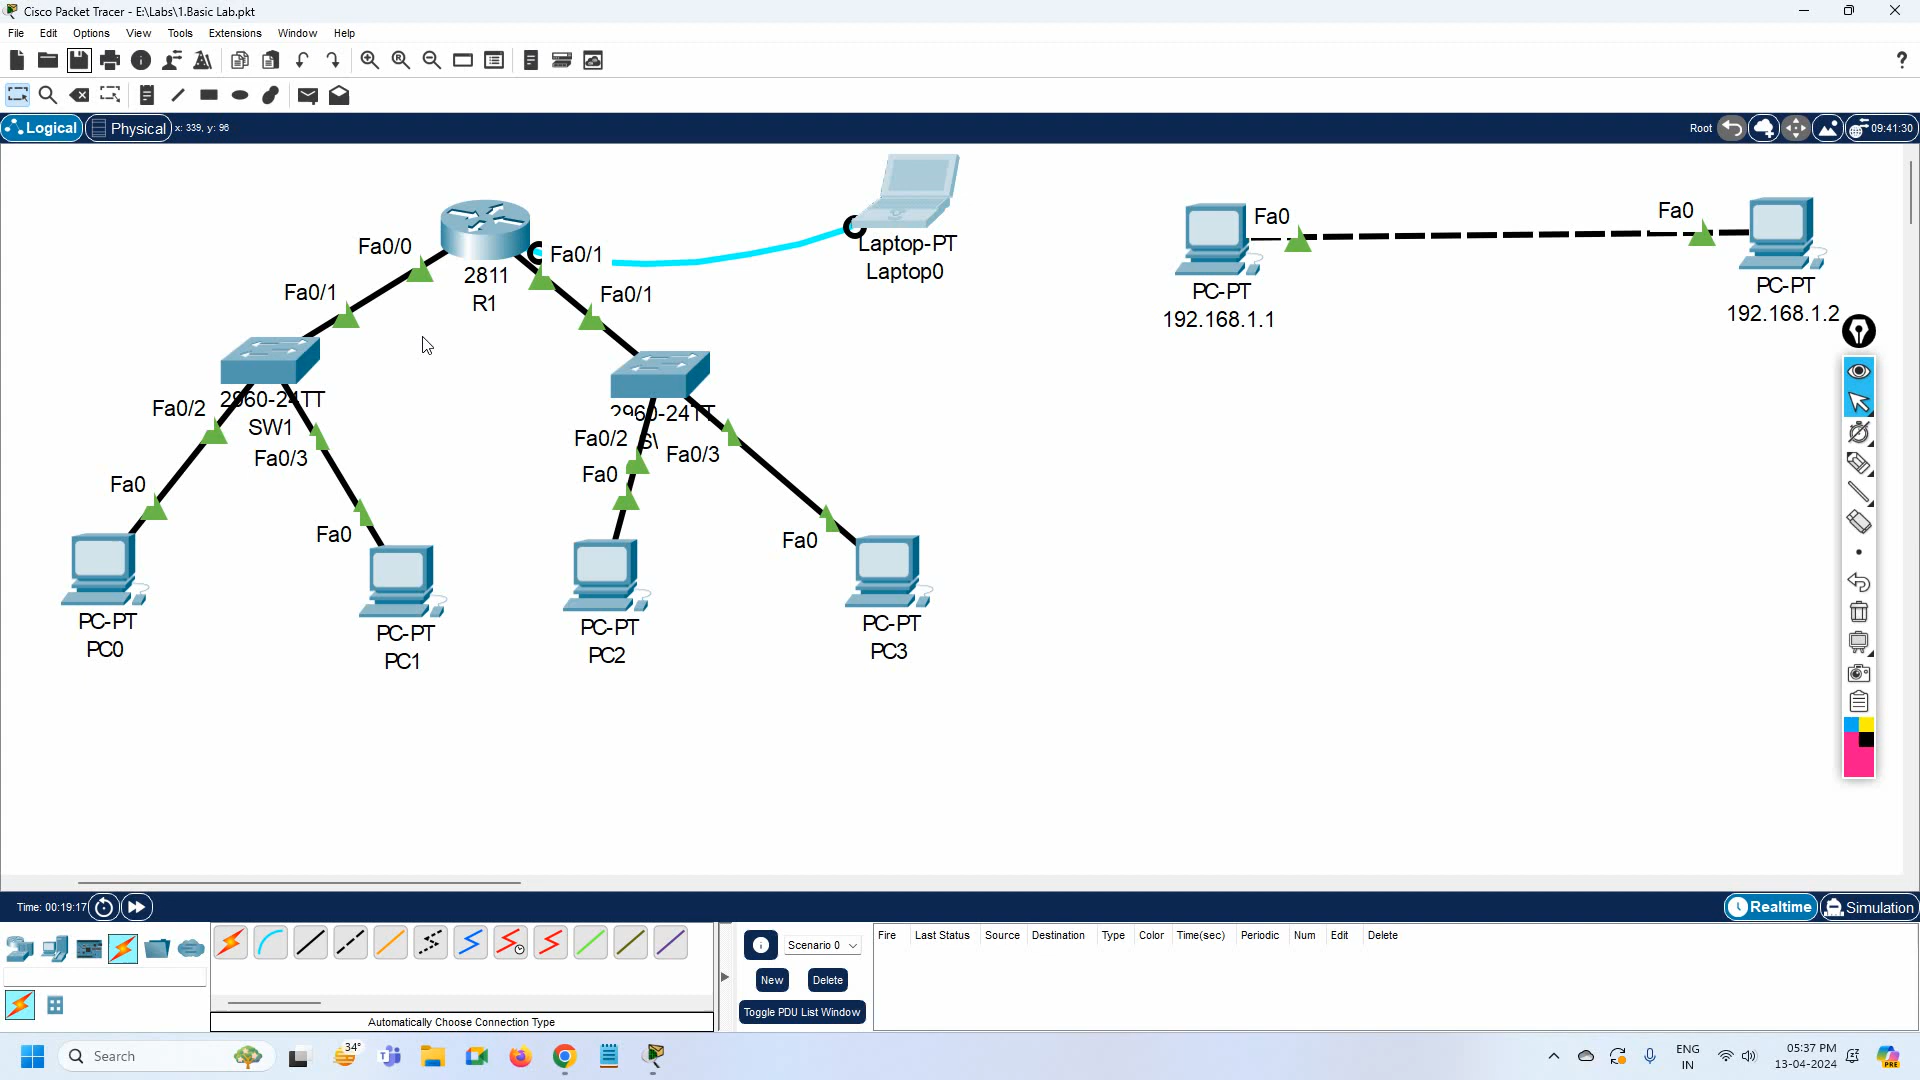 Cisco Packet Tracer - E:\Labs\1.Basic Lab.pkt
File Edit Options View Tools Extensions Window Help
Logical Physical x: 339, y: 96 Root 09:41:30
Fa0/0
Fa0/1
2811
R1
Fa0/1
Fa0/1
Laptop-PT
Laptop0
Fa0
PC-PT
192.168.1.1
Fa0
PC-PT
192.168.1.2
2960-24TT
SW1
Fa0/2
Fa0/3
Fa0
Fa0
PC-PT
PC0
PC-PT
PC1
2960-24TT
Fa0/2
Fa0/3
Fa0
Fa0
PC-PT
PC2
PC-PT
PC3
Time: 00:19:17
Realtime Simulation
Scenario 0
New Delete
Toggle PDU List Window
Automatically Choose Connection Type
Fire Last Status Source Destination Type Color Time(sec) Periodic Num Edit Delete
Search
34°
ENG
IN
05:37 PM
13-04-2024
PRE